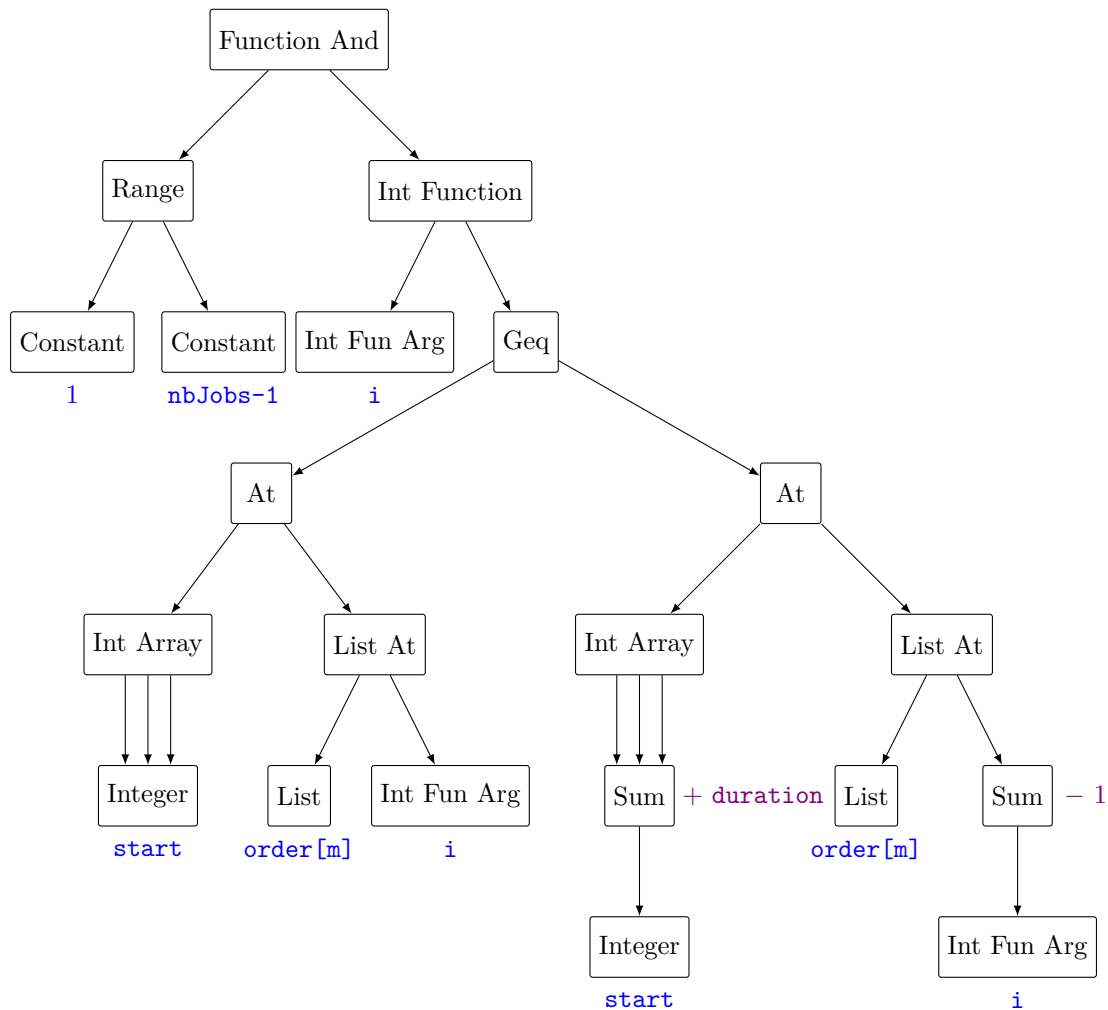 Function And
Range
Int Function
Constant
Constant
Int Fun Arg
Geq
1
nbJobs-1
i
At
At
Int Array
List At
Int Array
List At
Integer
List
Int Fun Arg
Sum
+ duration
List
Sum
− 1
start
order[m]
i
order[m]
Integer
Int Fun Arg
start
i